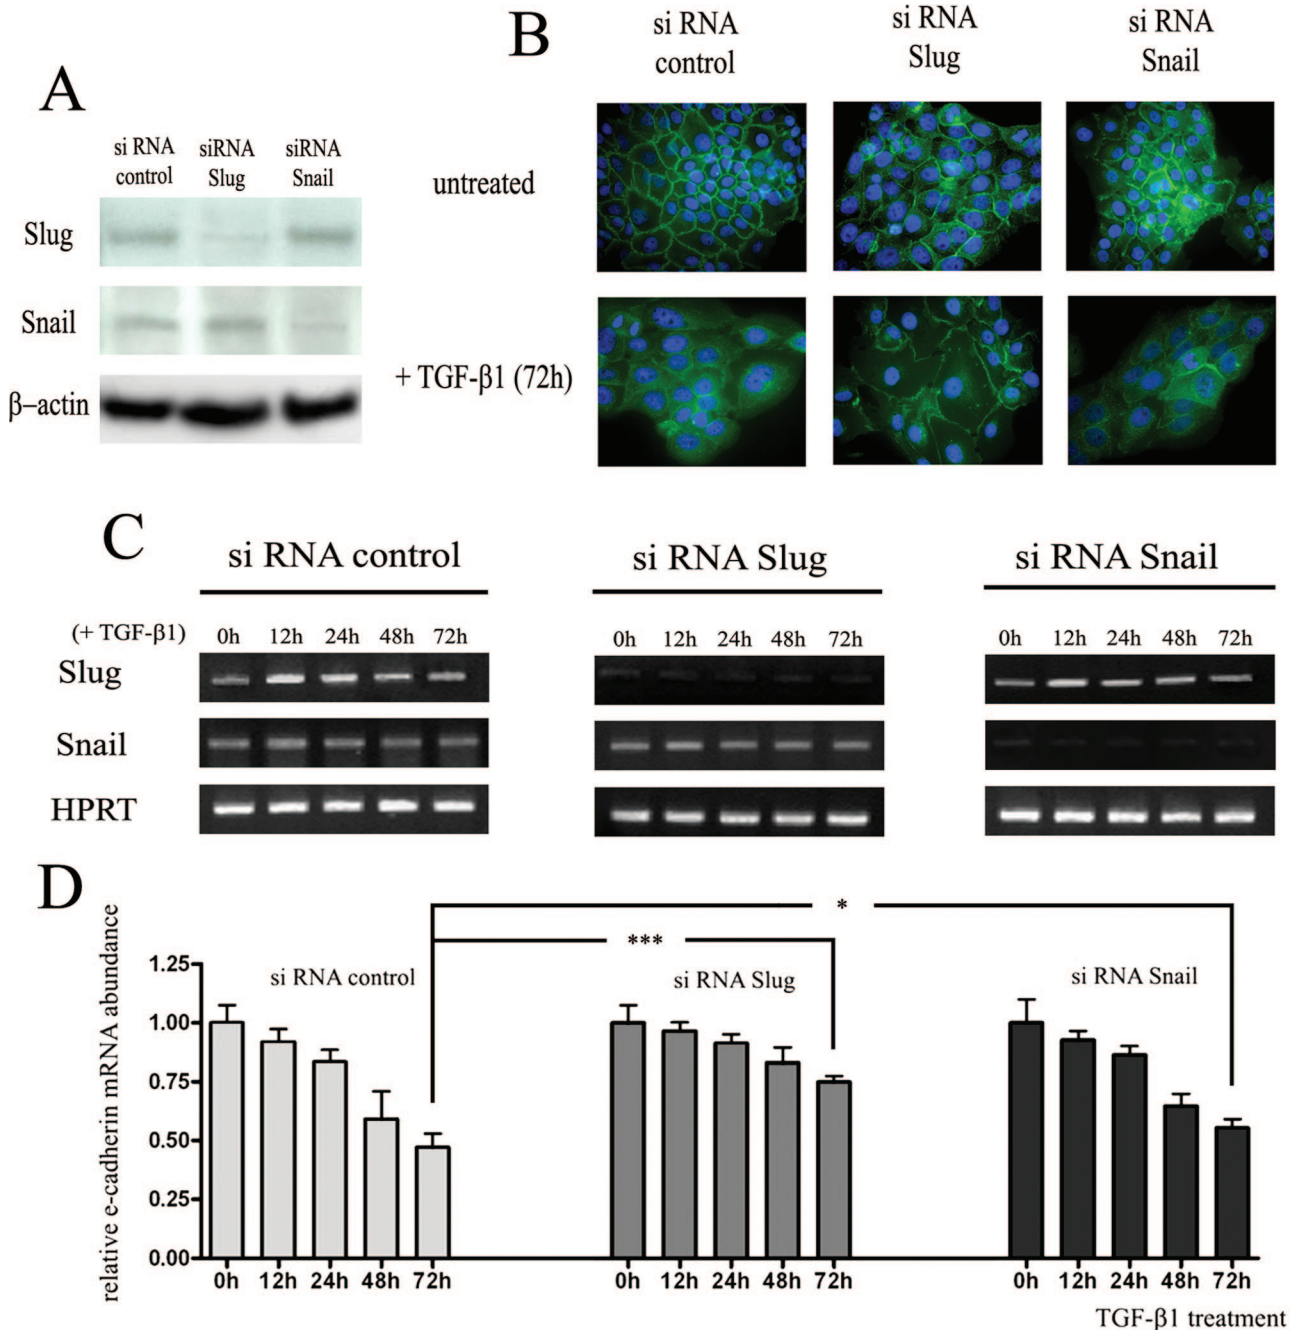 A
si RNA control
siRNA Slug
siRNA Snail
Slug
Snail
β–actin
B
si RNA control
si RNA Slug
si RNA Snail
untreated
+ TGF-β1 (72h)
C
si RNA control
si RNA Slug
si RNA Snail
(+ TGF-β1) 0h 12h 24h 48h 72h
0h 12h 24h 48h 72h
0h 12h 24h 48h 72h
Slug
Snail
HPRT
D
relative e-cadherin mRNA abundance
*
***
si RNA control
si RNA Slug
si RNA Snail
1.25
1.00
0.75
0.50
0.25
0.00
0h 12h 24h 48h 72h
0h 12h 24h 48h 72h
0h 12h 24h 48h 72h
TGF-β1 treatment